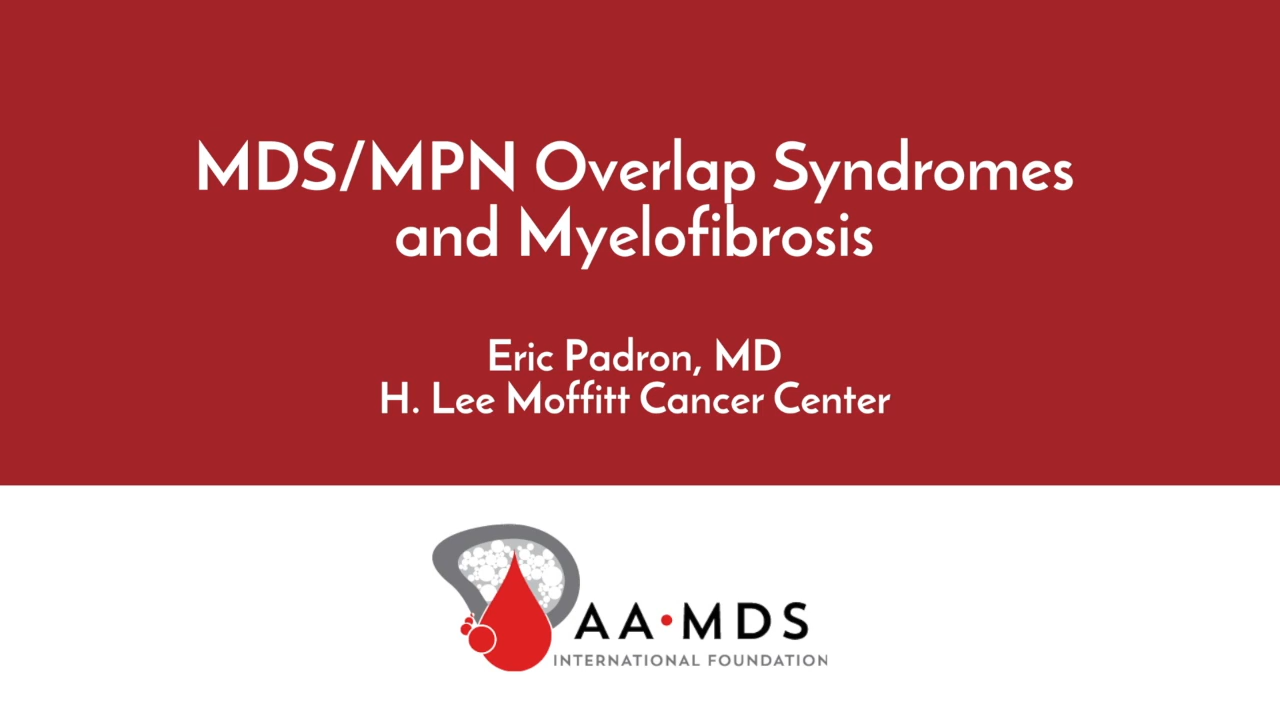 MDS/MPN Overlap Syndromes
and Myelofibrosis
Eric Padron, MD
H. Lee Moffitt Cancer Center
AA•MDS
INTERNATIONAL FOUNDATION